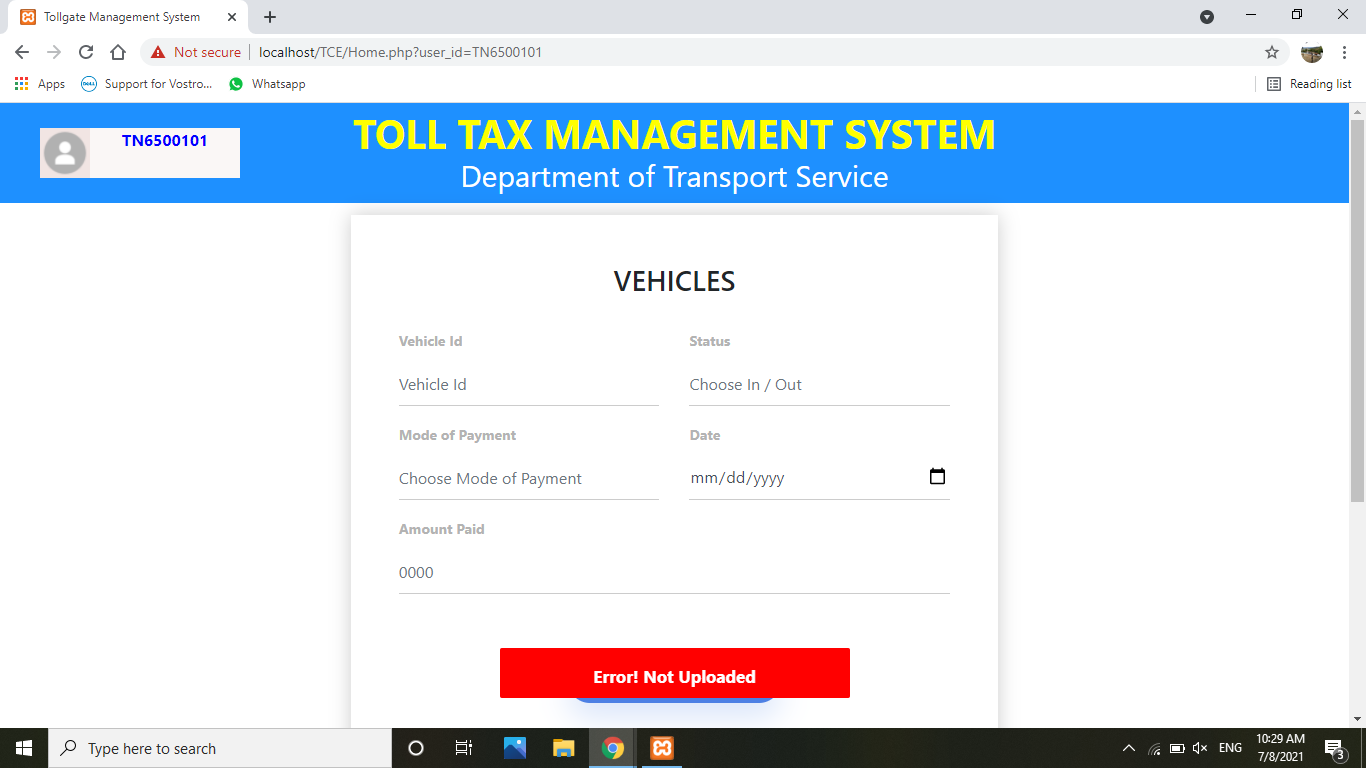 Tollgate Management System
Not secure
localhost/TCE/Home.php?user_id=TN6500101
Apps
DELL
Support for Vostro...
Whatsapp
Reading list
TN6500101
TOLL TAX MANAGEMENT SYSTEM
Department of Transport Service
VEHICLES
Vehicle Id
Status
Vehicle Id
Choose In / Out
Mode of Payment
Date
Choose Mode of Payment
mm/dd/yyyy
Amount Paid
0000
Error! Not Uploaded
Type here to search
ENG
10:29 AM
7/8/2021
3